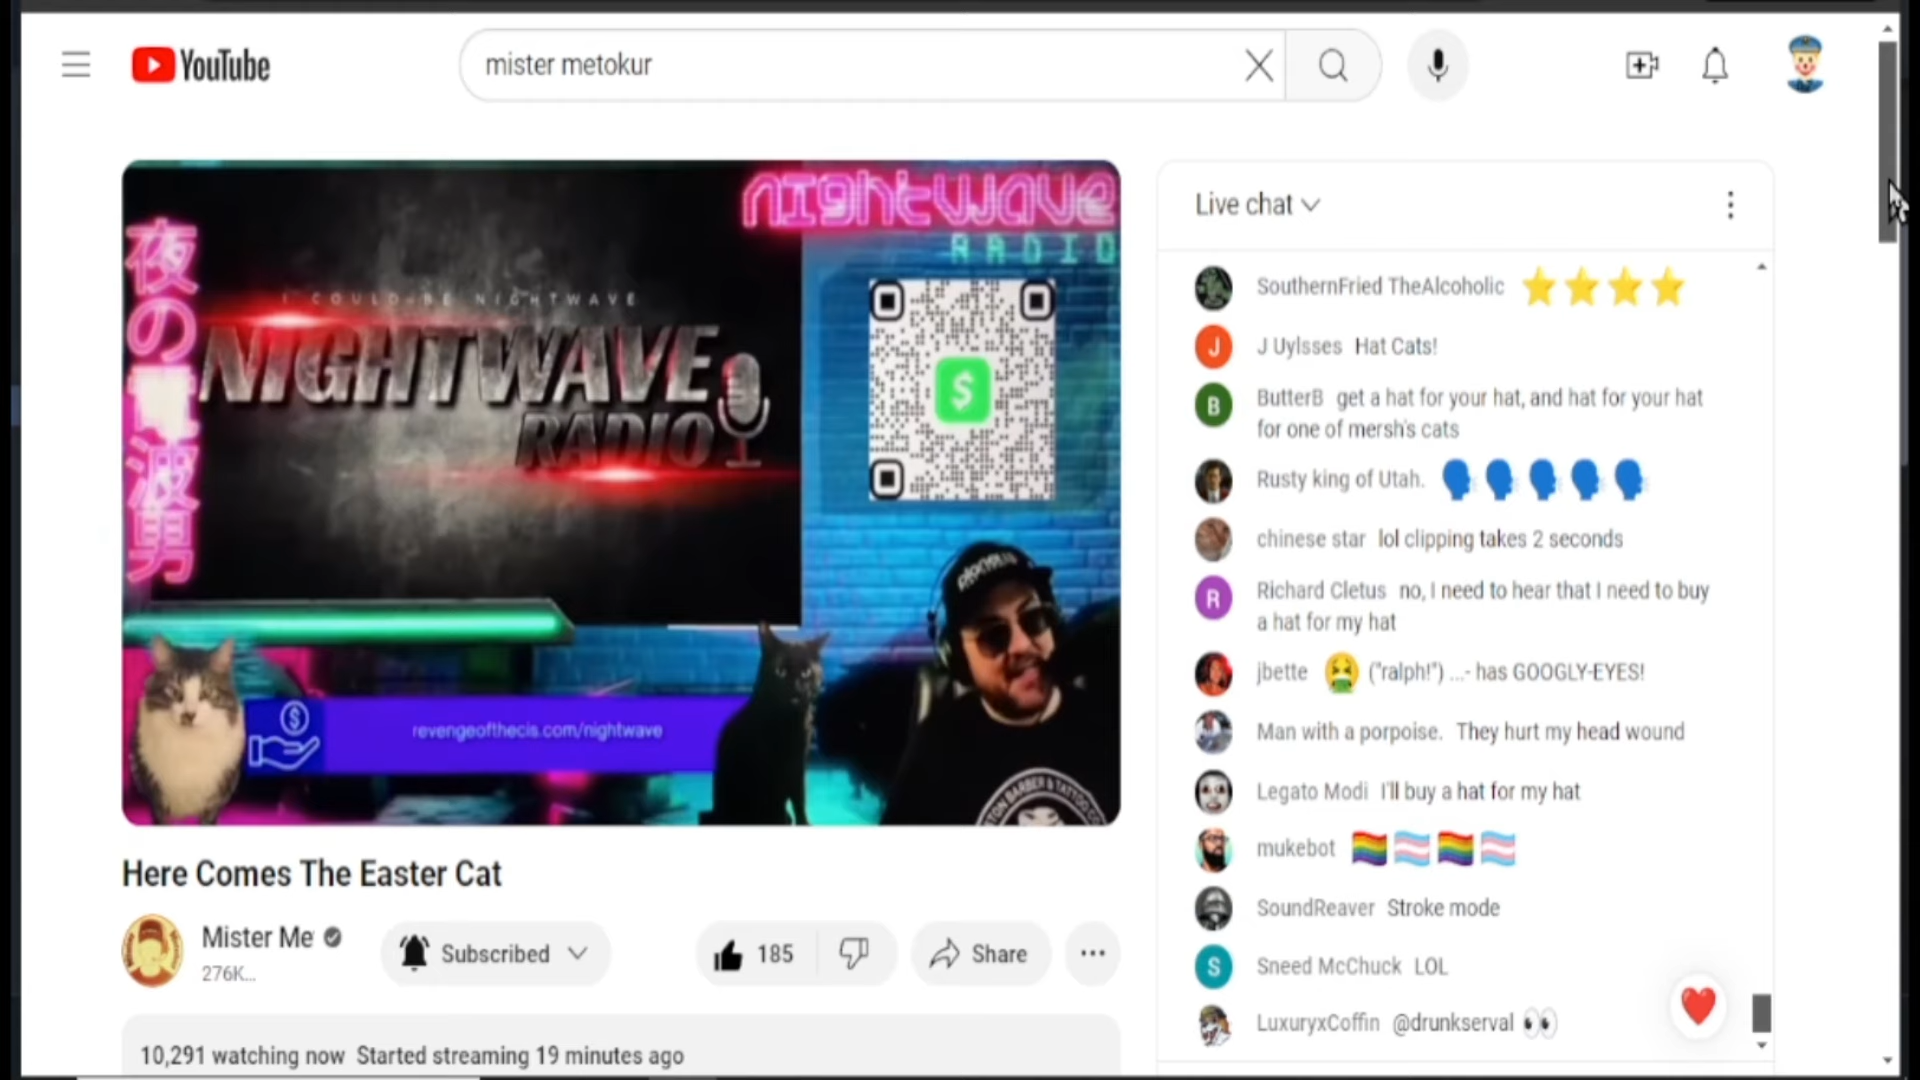 YouTube
mister metokur
nightwave
RADIO
夜の電波男
I COULD BE NIGHTWAVE
NIGHTWAVE
RADIO
$
revengeofthecis.com/nightwave
Here Comes The Easter Cat
Mister Me
276K...
Subscribed
185
Share
10,291 watching now Started streaming 19 minutes ago
Live chat
SouthernFried TheAlcoholic ⭐⭐⭐⭐
J
J Uylsses Hat Cats!
B
ButterB get a hat for your hat, and hat for your hat
for one of mersh's cats
Rusty king of Utah. 🗣🗣🗣🗣🗣
chinese star lol clipping takes 2 seconds
R
Richard Cletus no, I need to hear that I need to buy
a hat for my hat
jbette 🤮 ("ralph!") ...- has GOOGLY-EYES!
Man with a porpoise. They hurt my head wound
Legato Modi I'll buy a hat for my hat
mukebot 🏳️‍🌈🏳️‍⚧️🏳️‍🌈🏳️‍⚧️
SoundReaver Stroke mode
S
Sneed McChuck LOL
LuxuryxCoffin @drunkserval 👀